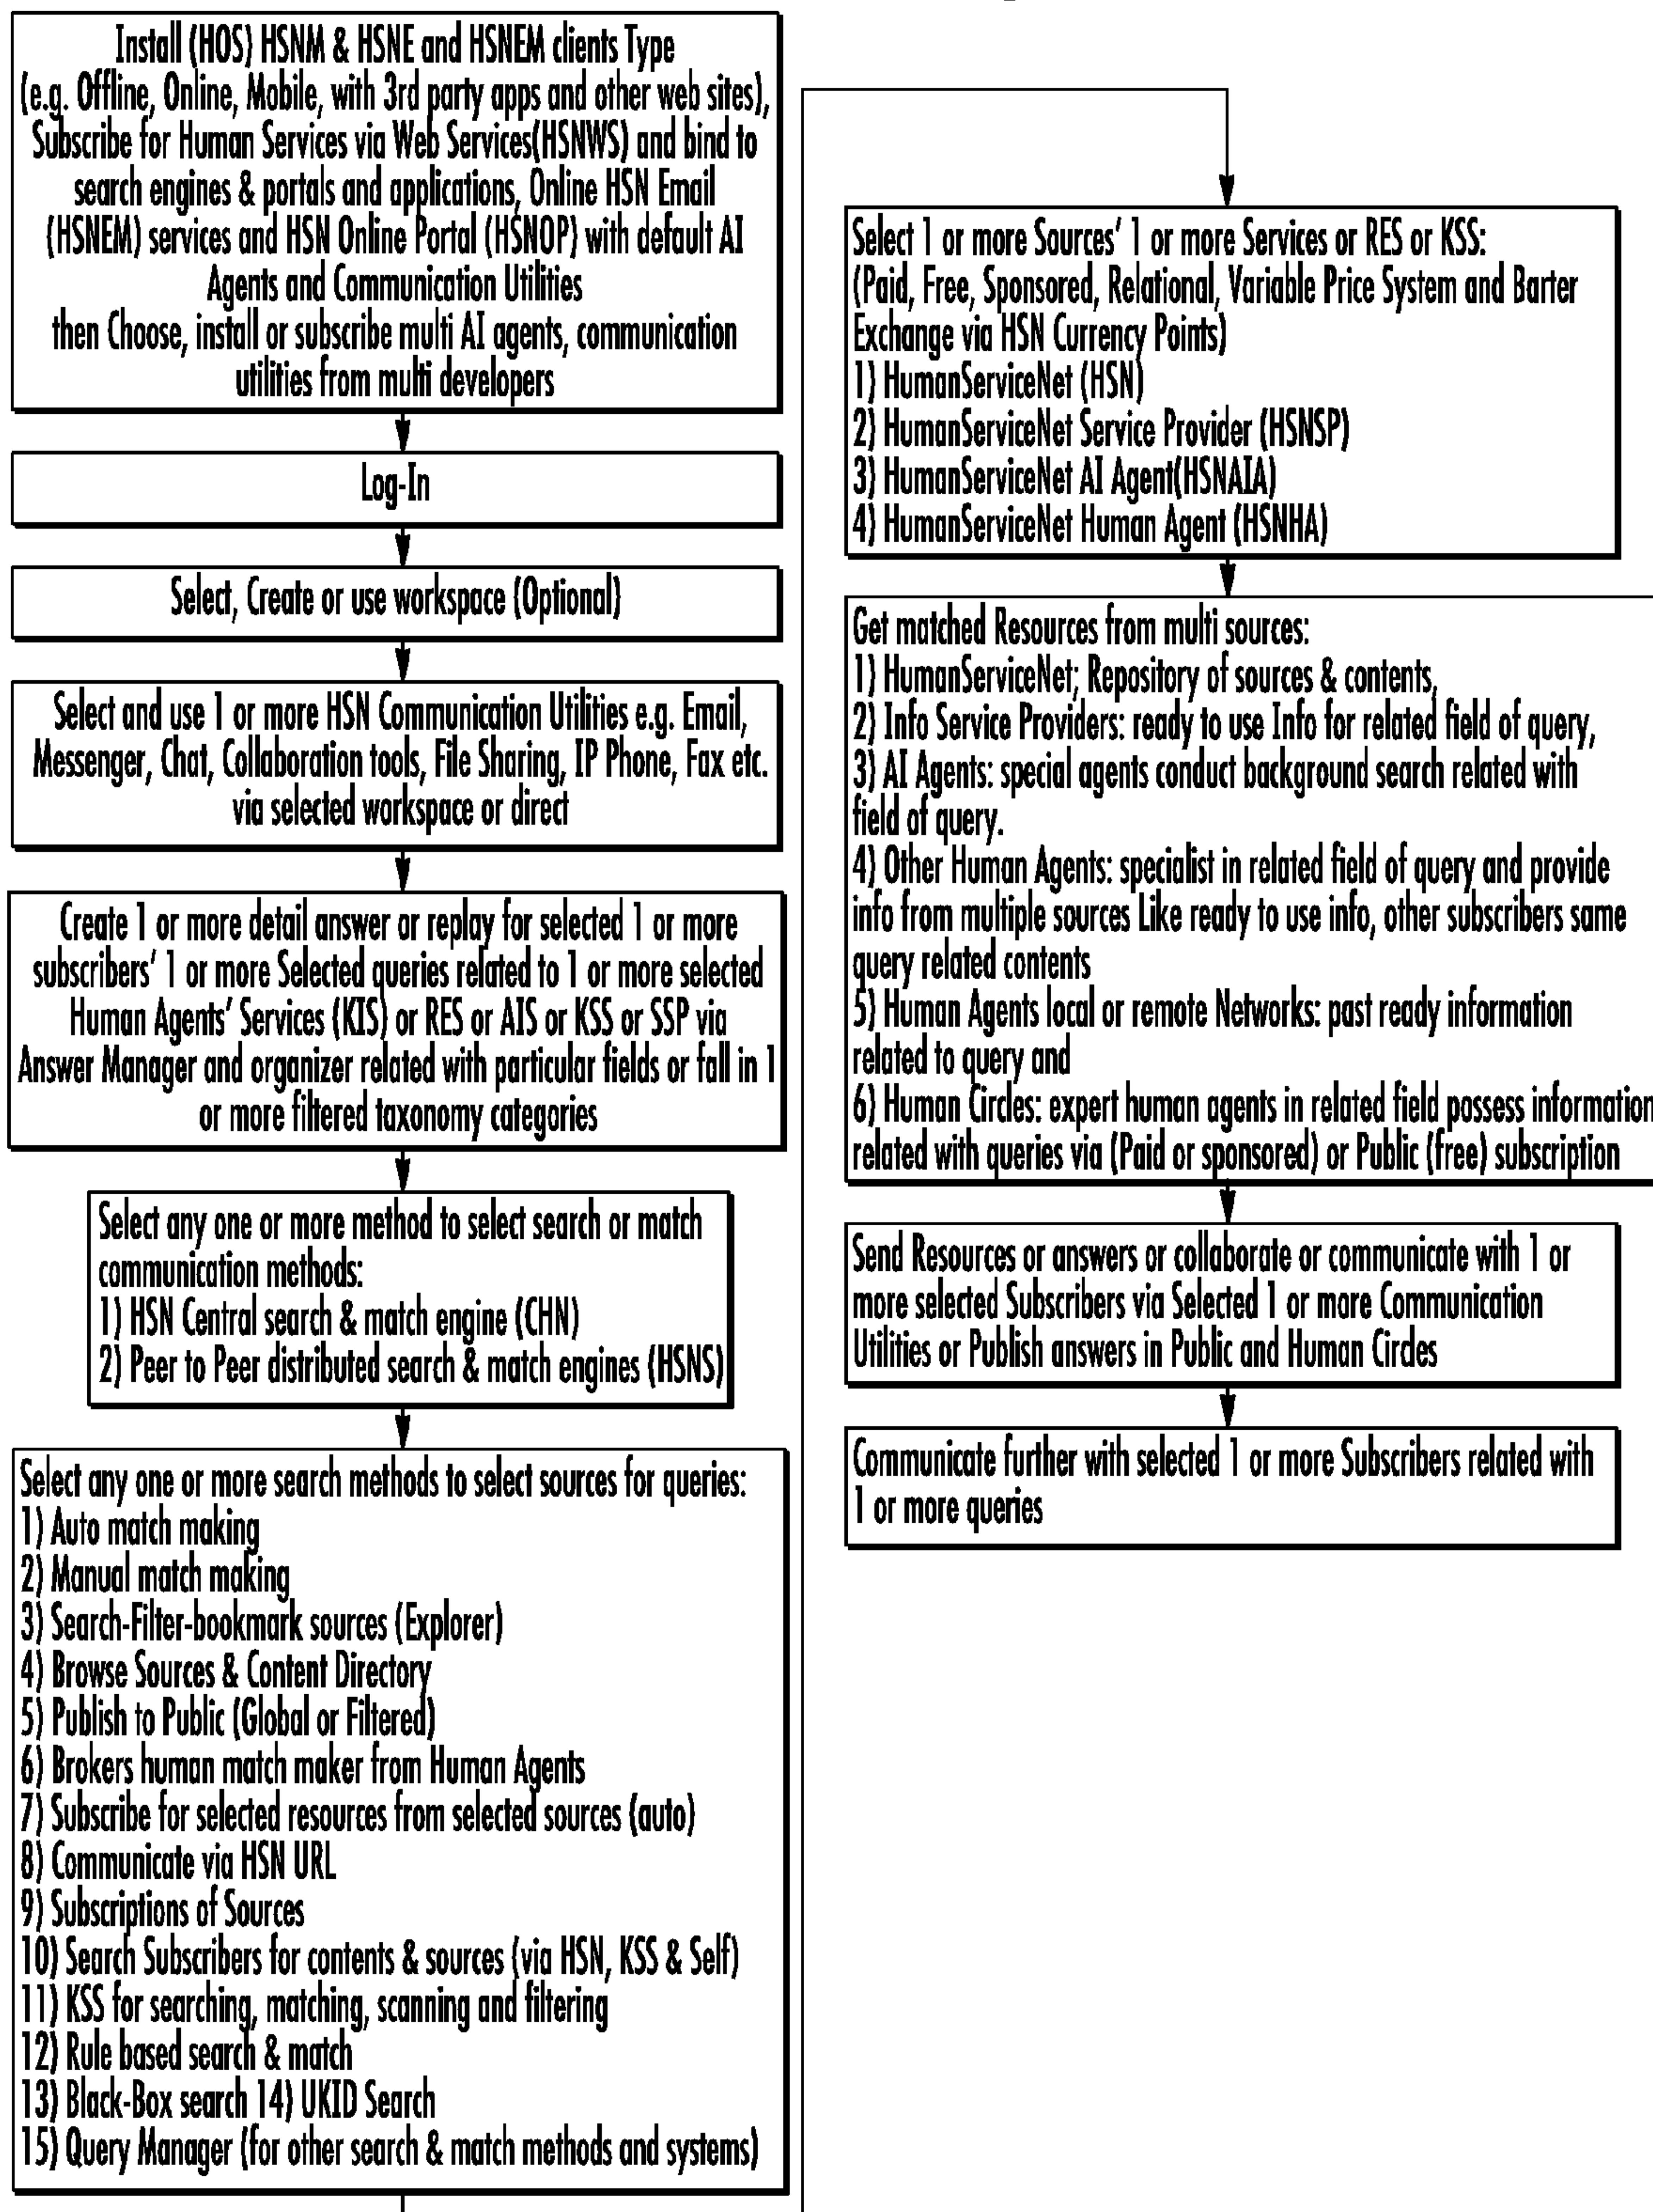 Install (HOS) HSNM & HSNE and HSNEM clients Type
(e.g. Offline, Online, Mobile, with 3rd party apps and other web sites),
Subscribe for Human Services via Web Services(HSNWS) and bind to
search engines & portals and applications, Online HSN Email
(HSNEM) services and HSN Online Portal (HSNOP) with default AI
Agents and Communication Utilities
then Choose, install or subscribe multi AI agents, communication
utilities from multi developers
Log-In
Select, Create or use workspace (Optional)
Select and use 1 or more HSN Communication Utilities e.g. Email,
Messenger, Chat, Collaboration tools, File Sharing, IP Phone, Fax etc.
via selected workspace or direct
Create 1 or more detail answer or replay for selected 1 or more
subscribers' 1 or more Selected queries related to 1 or more selected
Human Agents' Services (KIS) or RES or AIS or KSS or SSP via
Answer Manager and organizer related with particular fields or fall in 1
or more filtered taxonomy categories
Select any one or more method to select search or match
communication methods:
1) HSN Central search & match engine (CHN)
2) Peer to Peer distributed search & match engines (HSNS)
Select any one or more search methods to select sources for queries:
1) Auto match making
2) Manual match making
3) Search-Filter-bookmark sources (Explorer)
4) Browse Sources & Content Directory
5) Publish to Public (Global or Filtered)
6) Brokers human match maker from Human Agents
7) Subscribe for selected resources from selected sources (auto)
8) Communicate via HSN URL
9) Subscriptions of Sources
10) Search Subscribers for contents & sources (via HSN, KSS & Self)
11) KSS for searching, matching, scanning and filtering
12) Rule based search & match
13) Black-Box search 14) UKID Search
15) Query Manager (for other search & match methods and systems)
Select 1 or more Sources' 1 or more Services or RES or KSS:
(Paid, Free, Sponsored, Relational, Variable Price System and Barter
Exchange via HSN Currency Points)
1) HumanServiceNet (HSN)
2) HumanServiceNet Service Provider (HSNSP)
3) HumanServiceNet AI Agent(HSNAIA)
4) HumanServiceNet Human Agent (HSNHA)
Get matched Resources from multi sources:
1) HumanServiceNet; Repository of sources & contents,
2) Info Service Providers: ready to use Info for related field of query,
3) AI Agents: special agents conduct background search related with
field of query.
4) Other Human Agents: specialist in related field of query and provide
info from multiple sources Like ready to use info, other subscribers same
query related contents
5) Human Agents local or remote Networks: past ready information
related to query and
6) Human Circles: expert human agents in related field possess information
related with queries via (Paid or sponsored) or Public (free) subscription
Send Resources or answers or collaborate or communicate with 1 or
more selected Subscribers via Selected 1 or more Communication
Utilities or Publish answers in Public and Human Circles
Communicate further with selected 1 or more Subscribers related with
1 or more queries